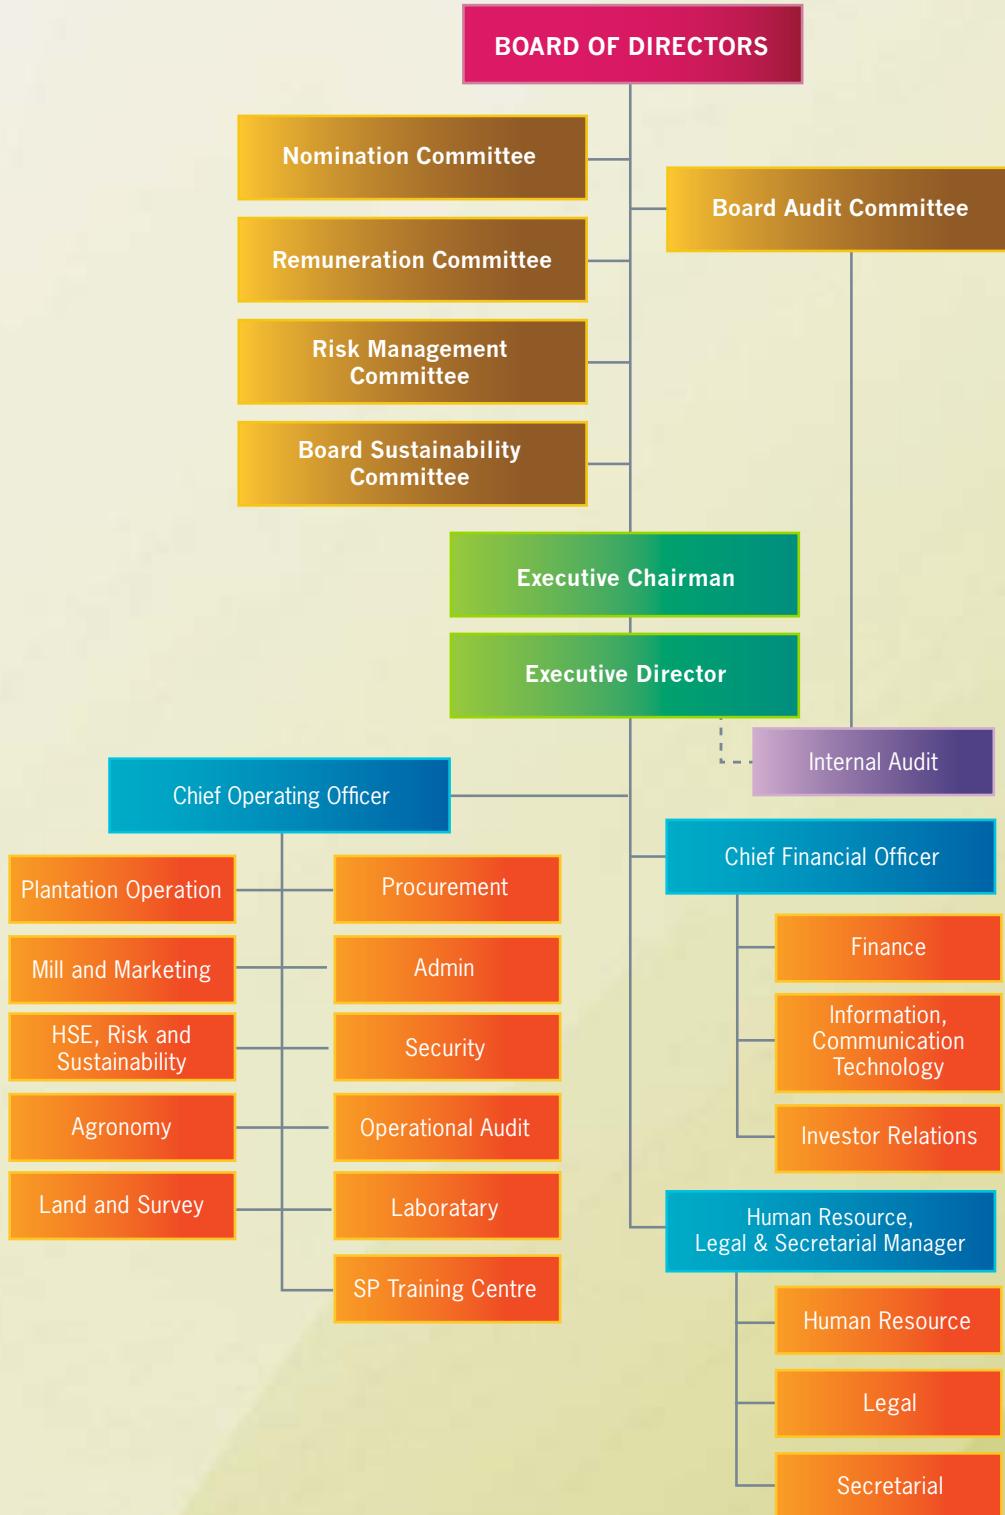 BOARD OF DIRECTORS
Nomination Committee
Board Audit Committee
Remuneration Committee
Risk Management
Committee
Board Sustainability
Committee
Executive Chairman
Executive Director
Internal Audit
Chief Operating Officer
Plantation Operation
Procurement
Mill and Marketing
Admin
HSE, Risk and
Sustainability
Security
Agronomy
Operational Audit
Land and Survey
Laboratary
SP Training Centre
Chief Financial Officer
Finance
Information,
Communication
Technology
Investor Relations
Human Resource,
Legal & Secretarial Manager
Human Resource
Legal
Secretarial